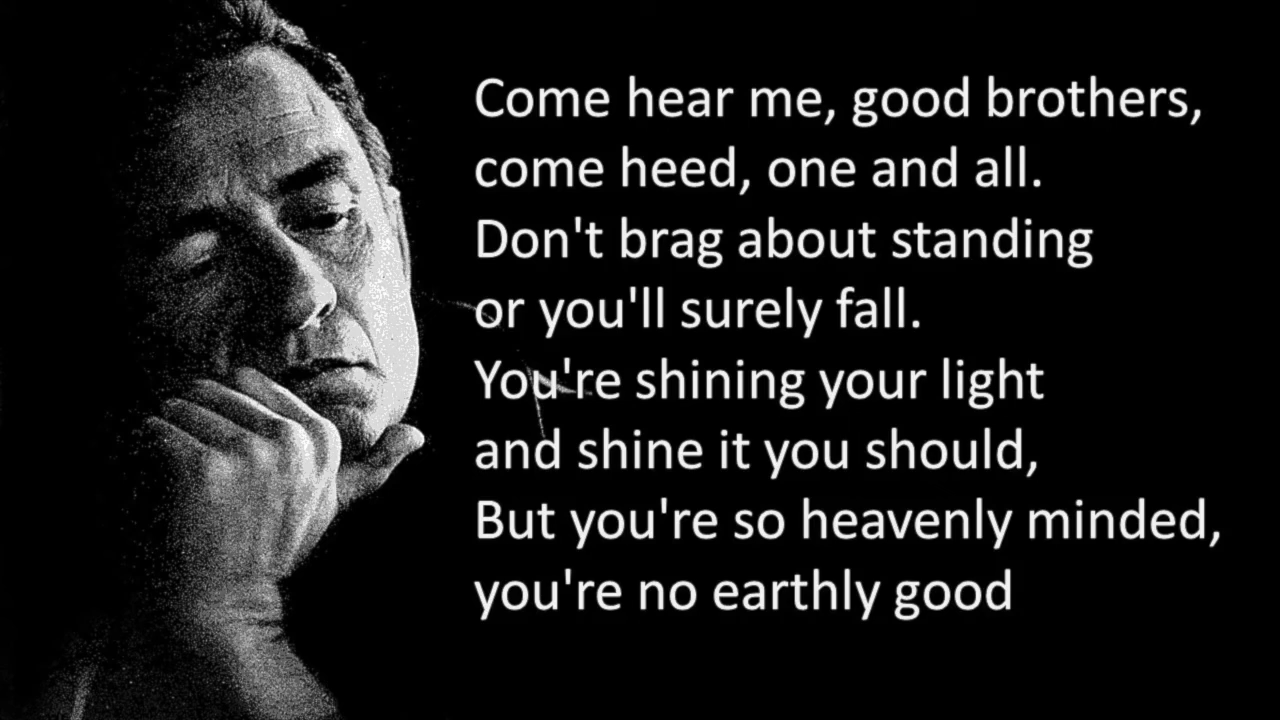 Come hear me, good brothers,
come heed, one and all.
Don't brag about standing
or you'll surely fall.
You're shining your light
and shine it you should,
But you're so heavenly minded,
you're no earthly good